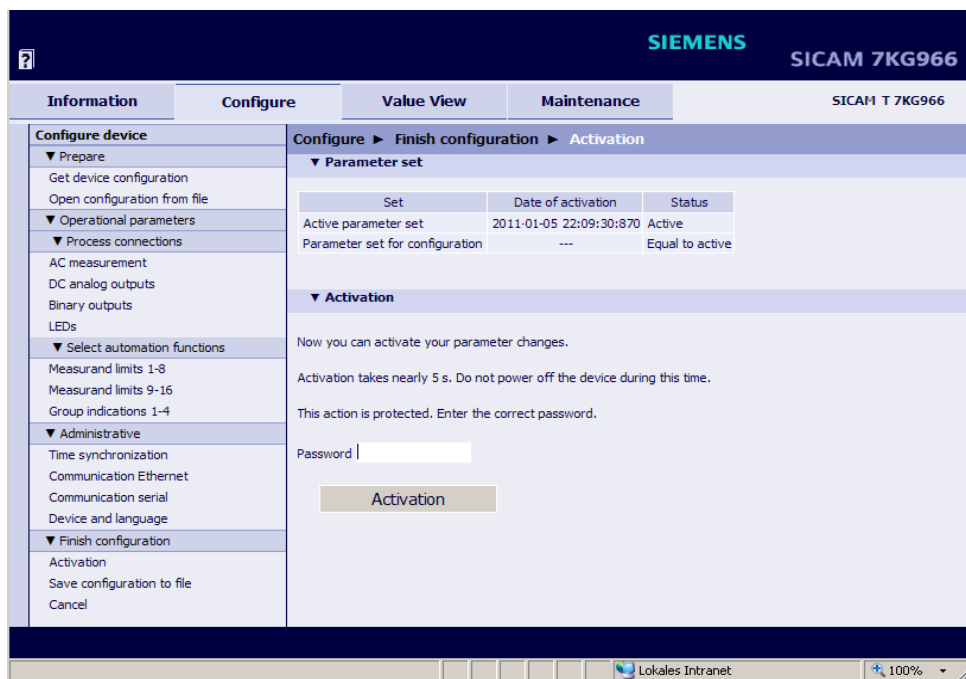 SIEMENS
?
SICAM 7KG966
Information Configure Value View Maintenance SICAM T 7KG966
Configure device
▼ Prepare
Get device configuration
Open configuration from file
▼ Operational parameters
▼ Process connections
AC measurement
DC analog outputs
Binary outputs
LEDs
▼ Select automation functions
Measurand limits 1-8
Measurand limits 9-16
Group indications 1-4
▼ Administrative
Time synchronization
Communication Ethernet
Communication serial
Device and language
▼ Finish configuration
Activation
Save configuration to file
Cancel
Configure ► Finish configuration ► Activation
▼ Parameter set
Set Date of activation Status
Active parameter set 2011-01-05 22:09:30:870 Active
Parameter set for configuration --- Equal to active
▼ Activation
Now you can activate your parameter changes.
Activation takes nearly 5 s. Do not power off the device during this time.
This action is protected. Enter the correct password.
Password
Activation
Lokales Intranet 100%